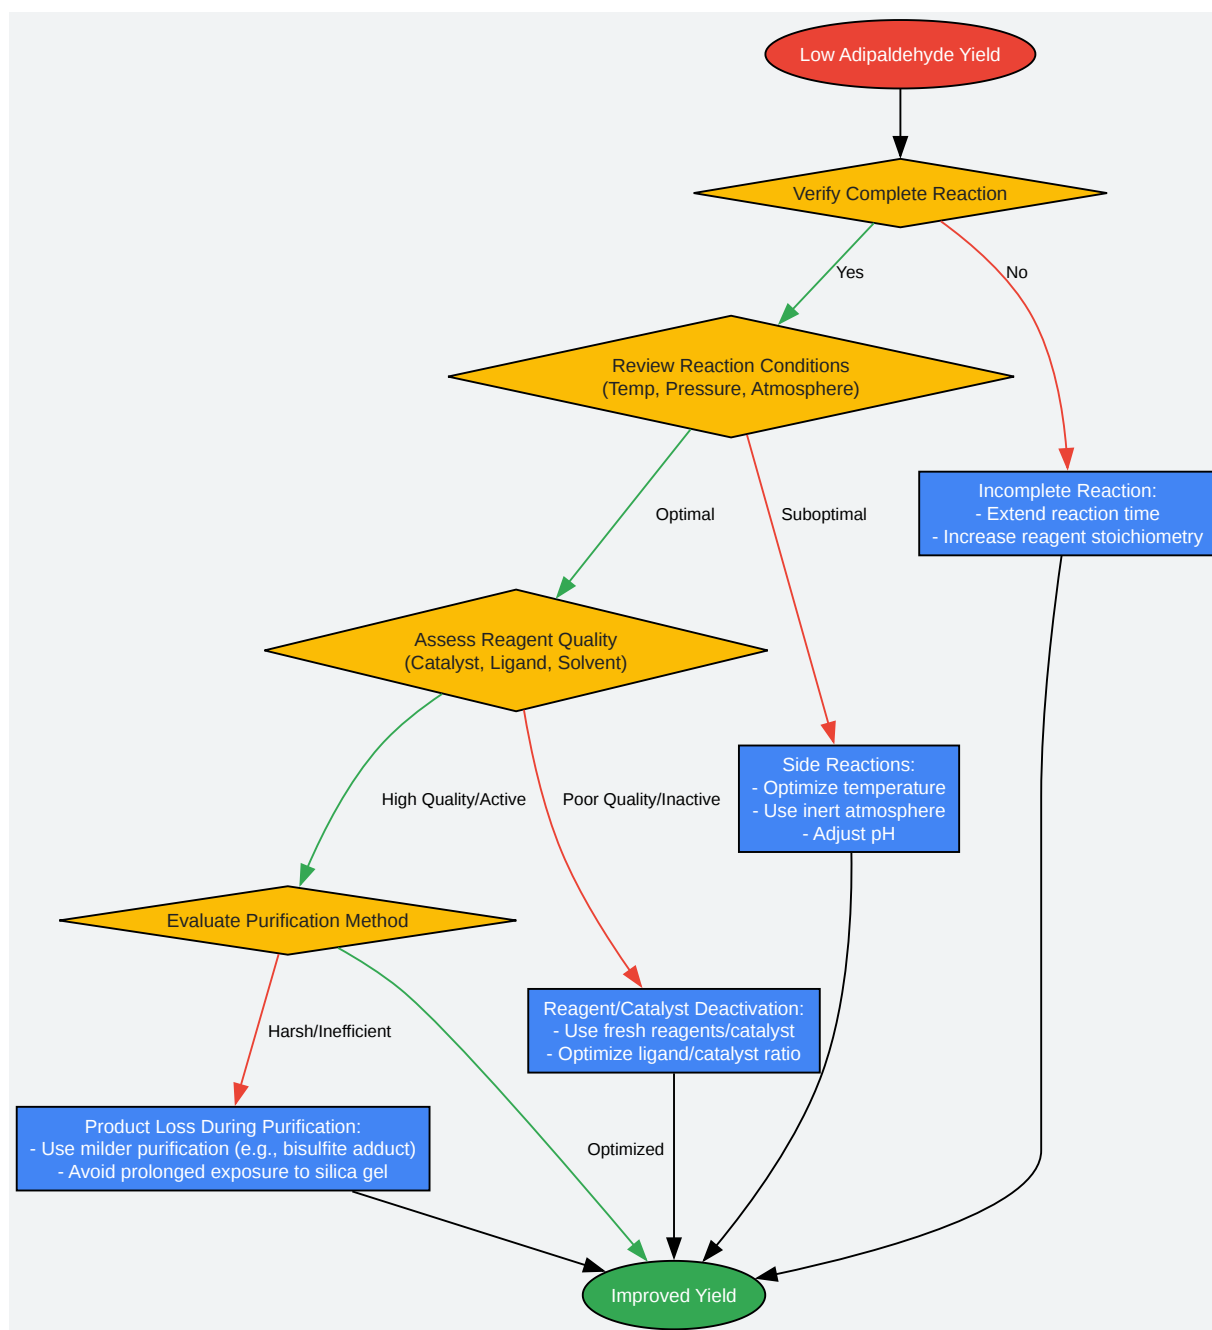 Low Adipaldehyde Yield
Verify Complete Reaction
Yes
No
Review Reaction Conditions
(Temp, Pressure, Atmosphere)
Incomplete Reaction:
- Extend reaction time
- Increase reagent stoichiometry
Optimal
Suboptimal
Assess Reagent Quality
(Catalyst, Ligand, Solvent)
Side Reactions:
- Optimize temperature
- Use inert atmosphere
- Adjust pH
High Quality/Active
Poor Quality/Inactive
Evaluate Purification Method
Reagent/Catalyst Deactivation:
- Use fresh reagents/catalyst
- Optimize ligand/catalyst ratio
Harsh/Inefficient
Product Loss During Purification:
- Use milder purification (e.g., bisulfite adduct)
- Avoid prolonged exposure to silica gel
Optimized
Improved Yield